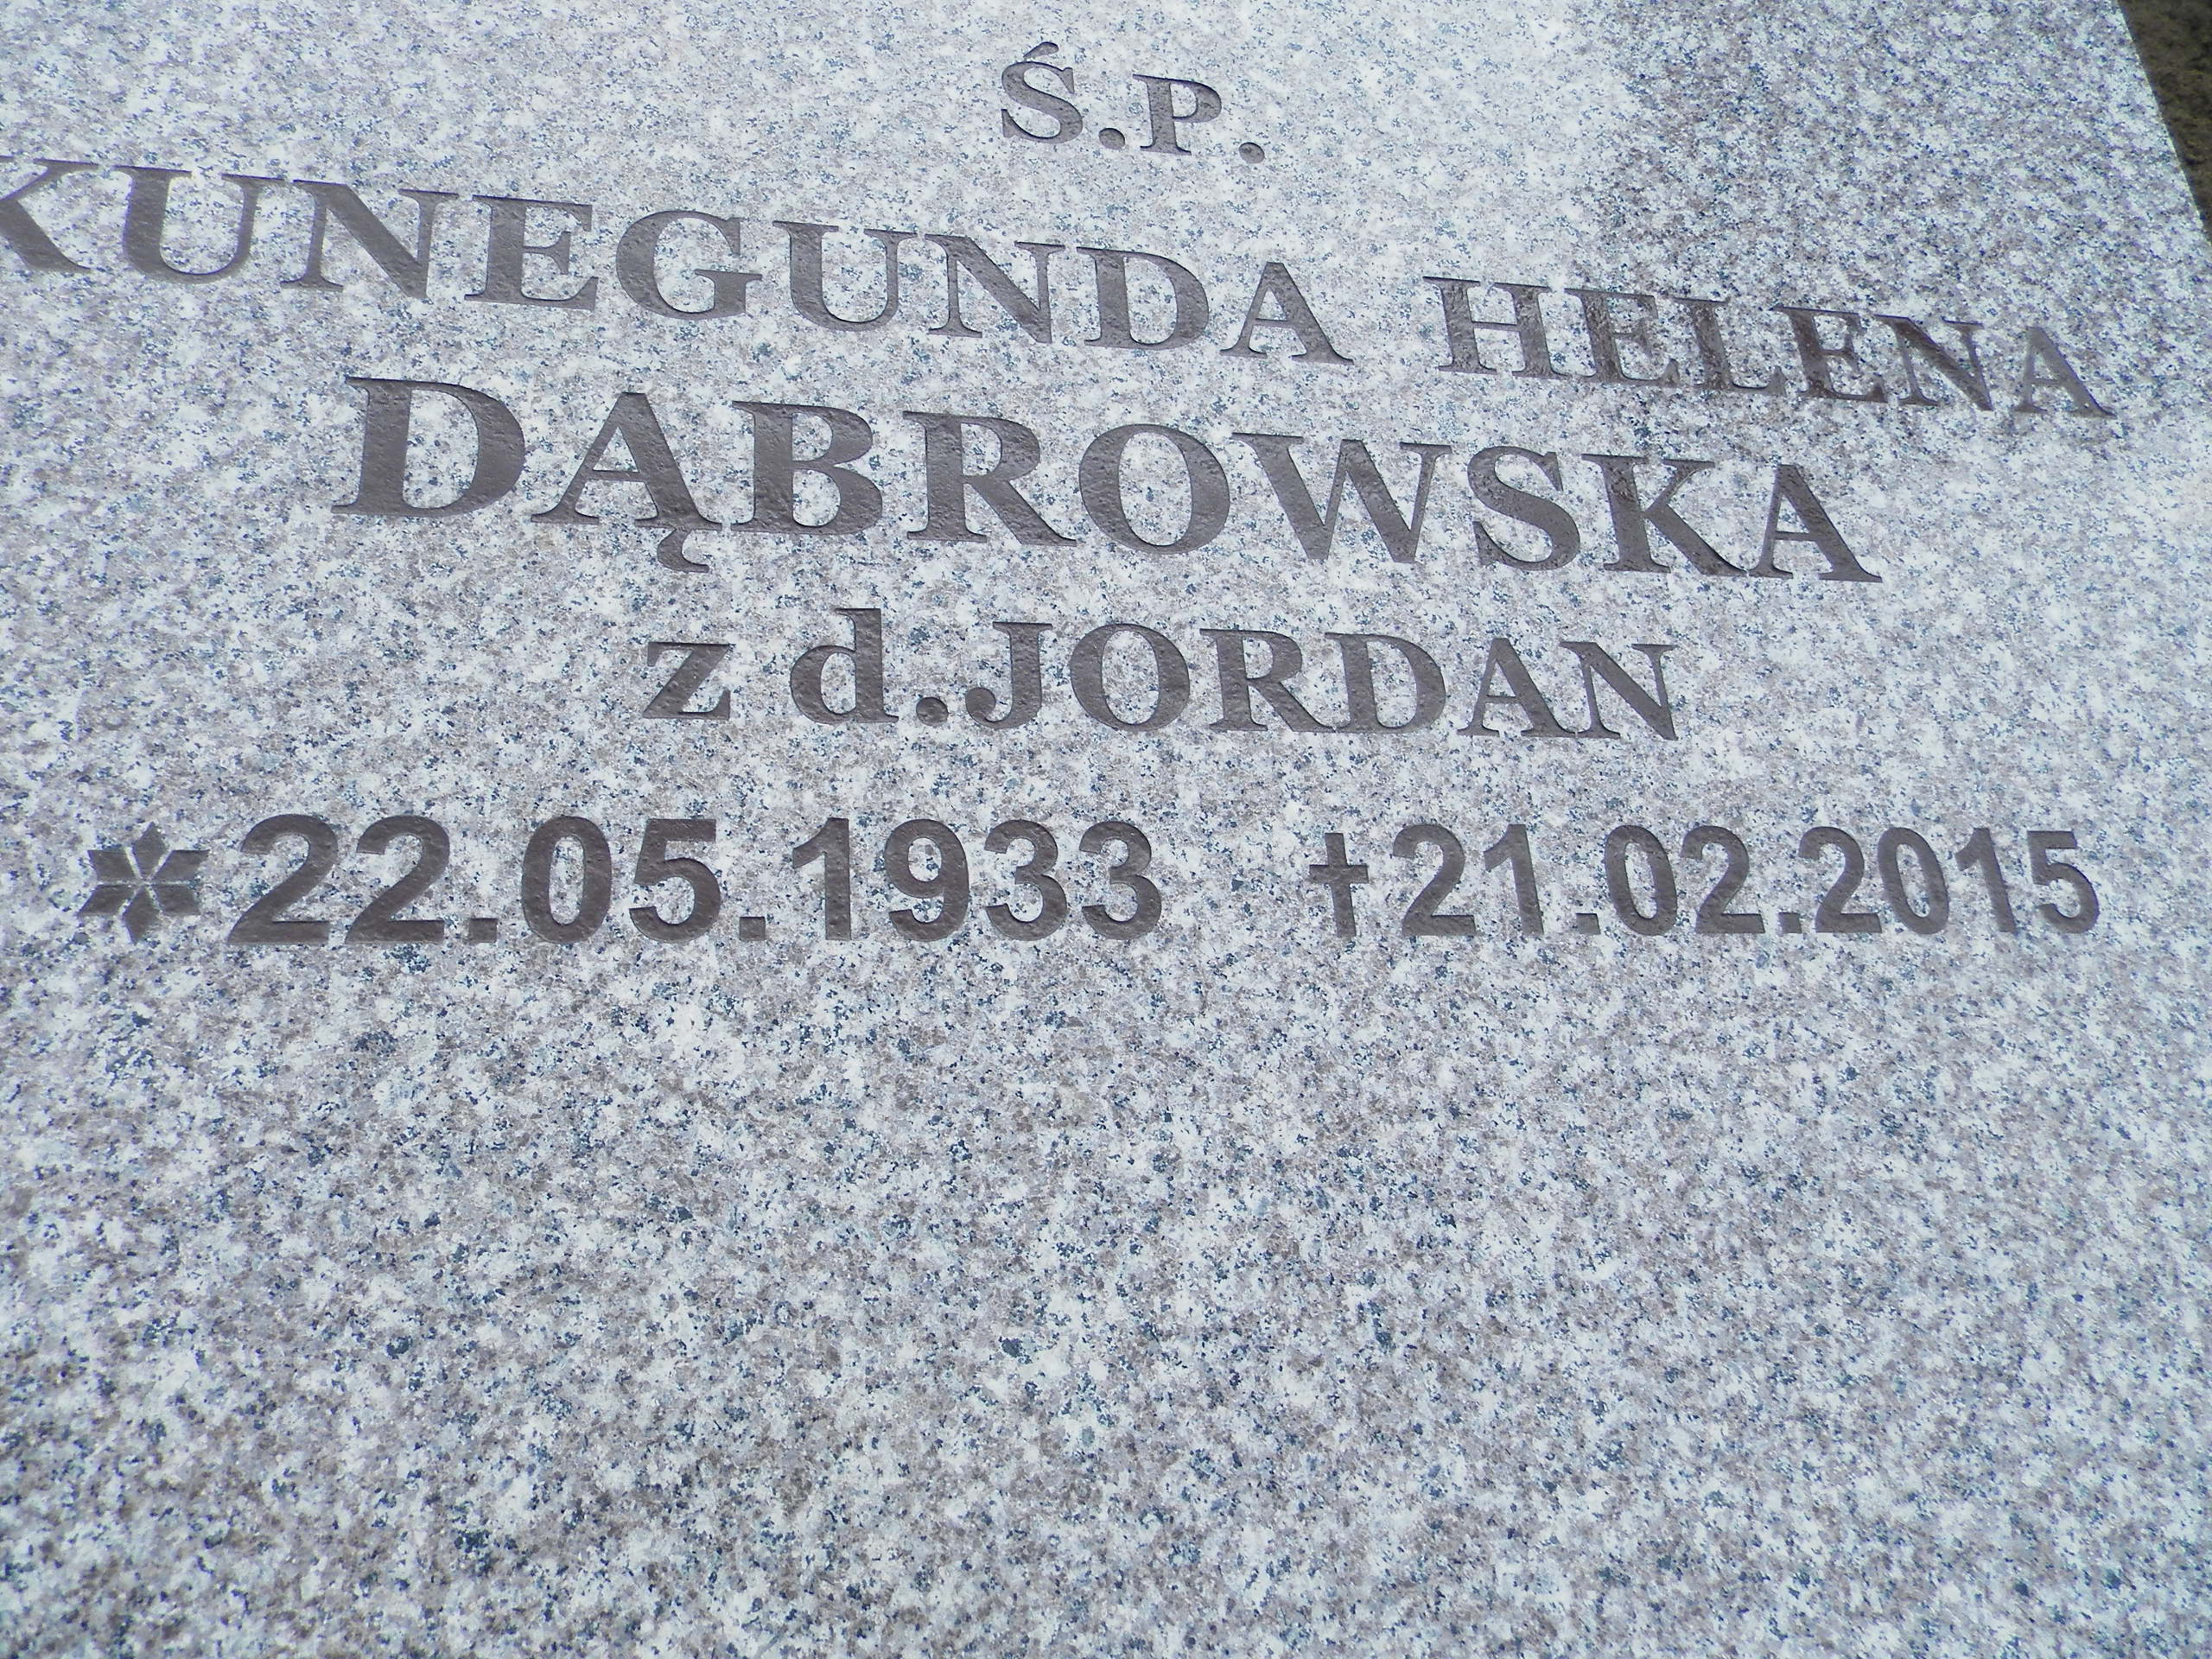 Ś.P.
KUNEGUNDA HELENA
DĄBROWSKA
z d.JORDAN
*22.05.1933 †21.02.2015